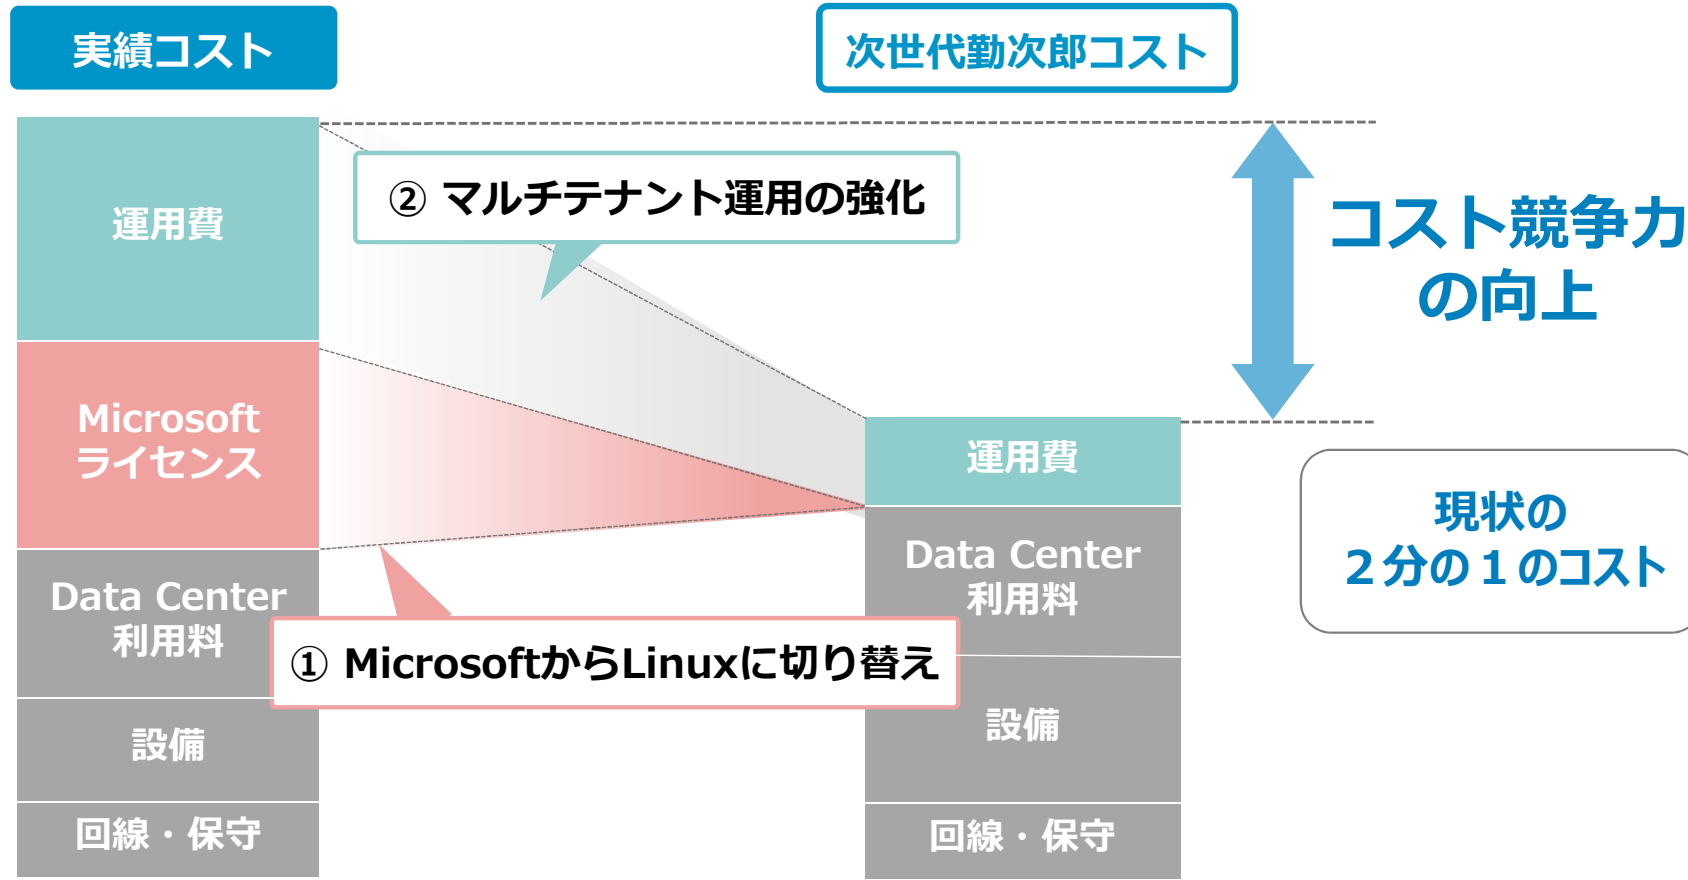 実績コスト
次世代勤次郎コスト
運用費
② マルチテナント運用の強化
コスト競争力
の向上
Microsoft
ライセンス
運用費
現状の
２分の１のコスト
Data Center
利用料
Data Center
利用料
① MicrosoftからLinuxに切り替え
設備
設備
回線・保守
回線・保守